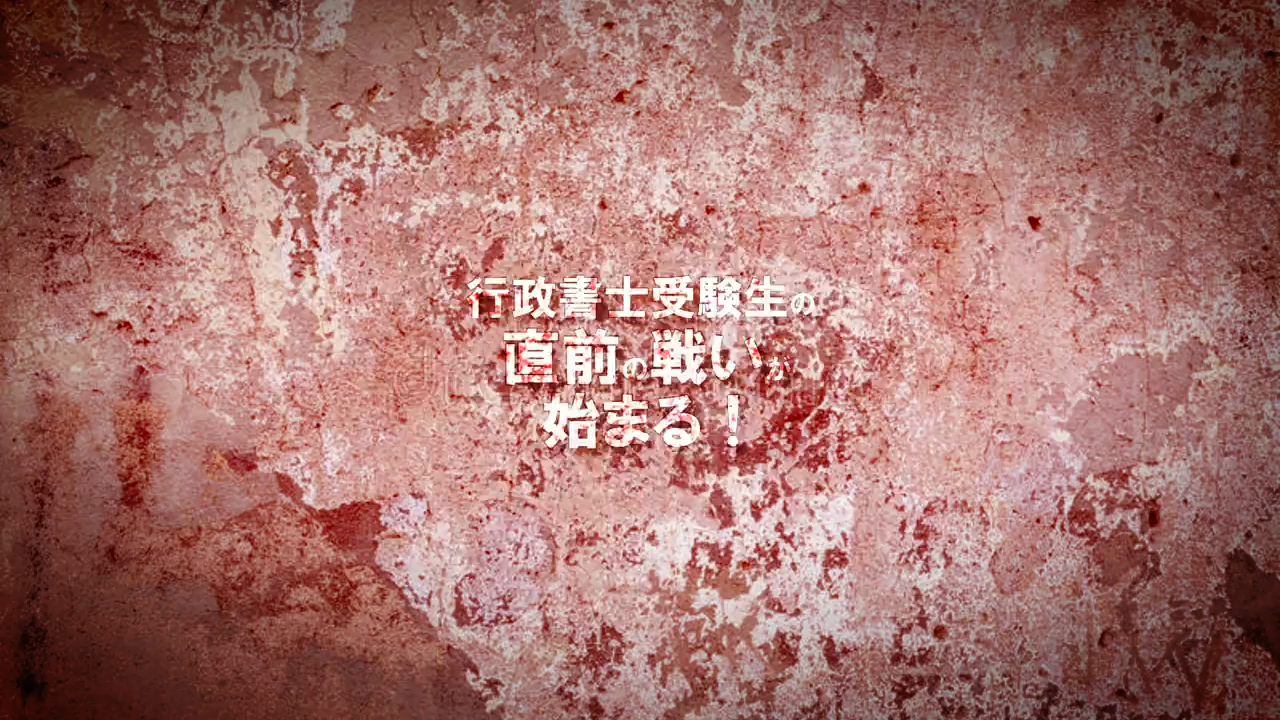 行政書士受験生の
直前の戦いが
始まる！